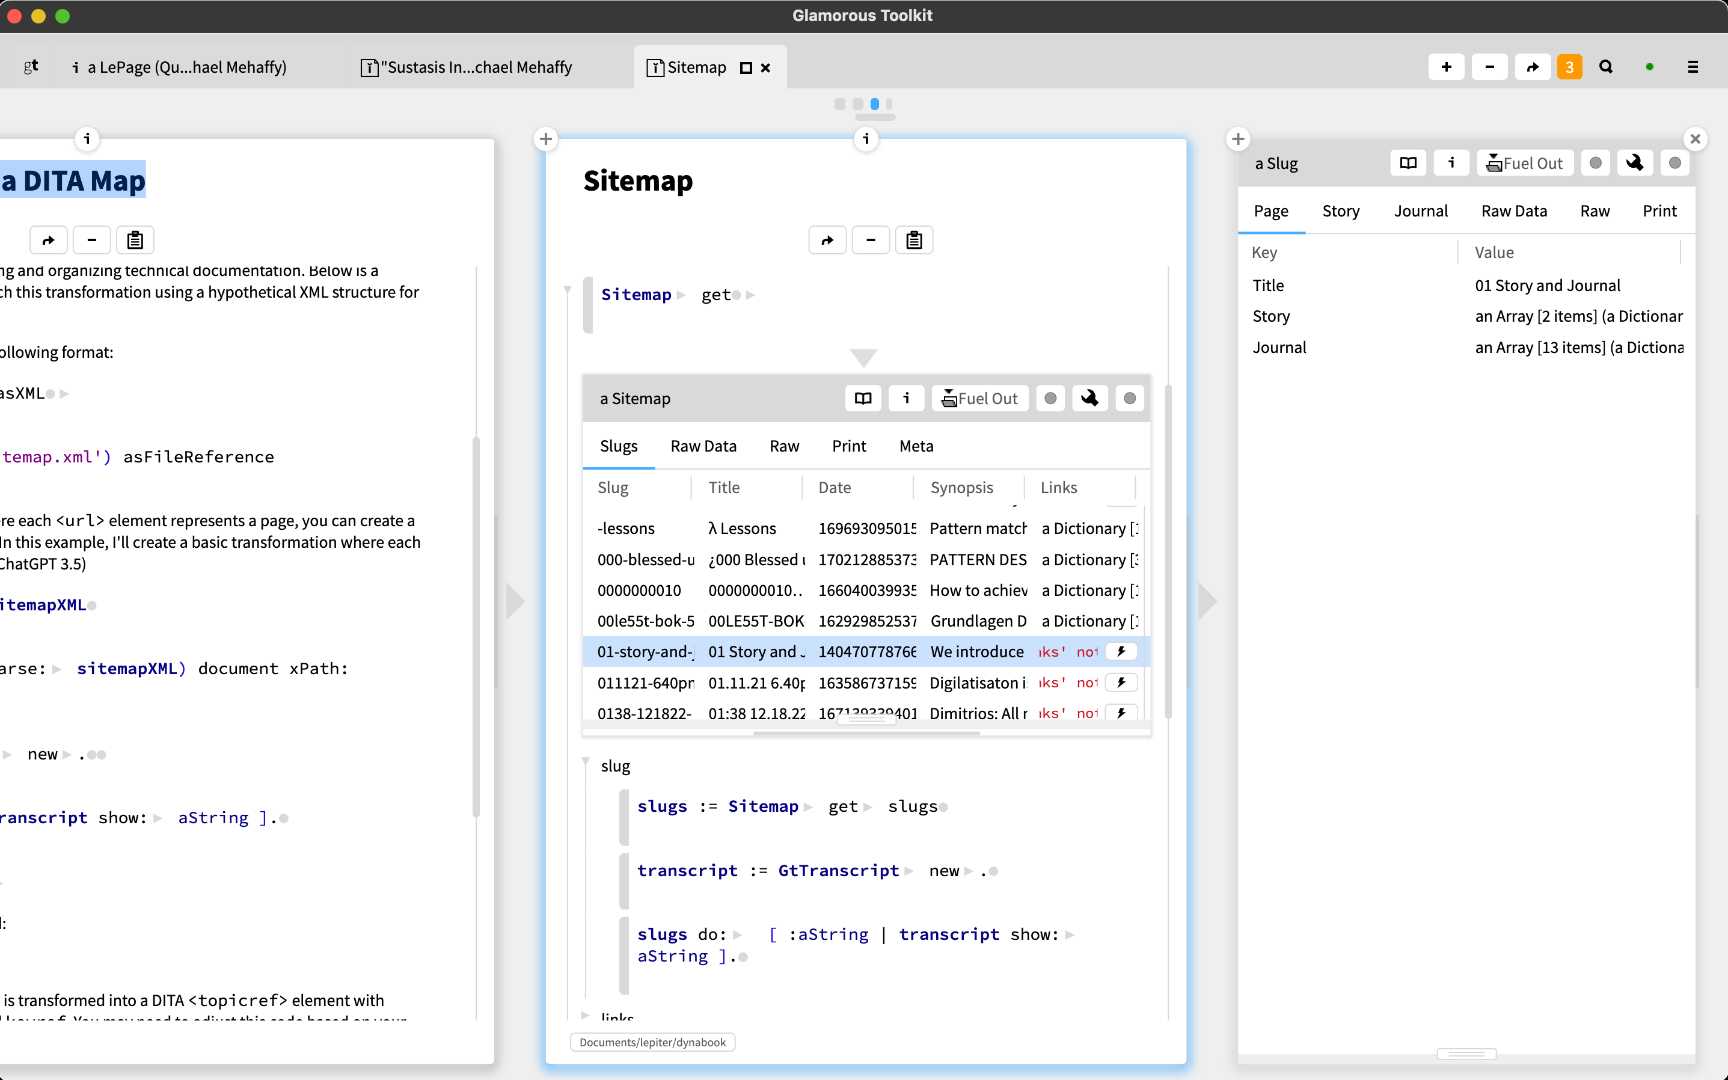 Glamorous Toolkit
gt
i a LePage (Qu...hael Mehaffy)
"Sustasis In...chael Mehaffy
Sitemap
3
a DITA Map
ng and organizing technical documentation. Below is a
ch this transformation using a hypothetical XML structure for
ollowing format:
asXML
temap.xml') asFileReference
re each <url> element represents a page, you can create a
In this example, I'll create a basic transformation where each
ChatGPT 3.5)
itemapXML
arse: sitemapXML) document xPath:
new .
ranscript show: aString ].
is transformed into a DITA <topicref> element with
Sitemap
Sitemap get
a Sitemap
Fuel Out
Slugs Raw Data Raw Print Meta
Slug Title Date Synopsis Links
-lessons λ Lessons 169693095015 Pattern match a Dictionary [1
000-blessed-u ¿000 Blessed u 170212885373 PATTERN DES a Dictionary [3
0000000010 0000000010.. 166040039935 How to achiev a Dictionary [1
00le55t-bok-5 00LE55T-BOK 162929852537 Grundlagen D a Dictionary [1
01-story-and-j 01 Story and J 140470778766 We introduce ıks' not
011121-640pm 01.11.21 6.40p 163586737159 Digilatisaton i ıks' not
0138-121822- 01:38 12.18.22 167139339401 Dimitrios: All r ıks' not
slug
slugs := Sitemap get slugs
transcript := GtTranscript new .
slugs do: [ :aString | transcript show:
aString ].
links
Documents/lepiter/dynabook
a Slug
Fuel Out
Page Story Journal Raw Data Raw Print
Key Value
Title 01 Story and Journal
Story an Array [2 items] (a Dictionar
Journal an Array [13 items] (a Dictiona